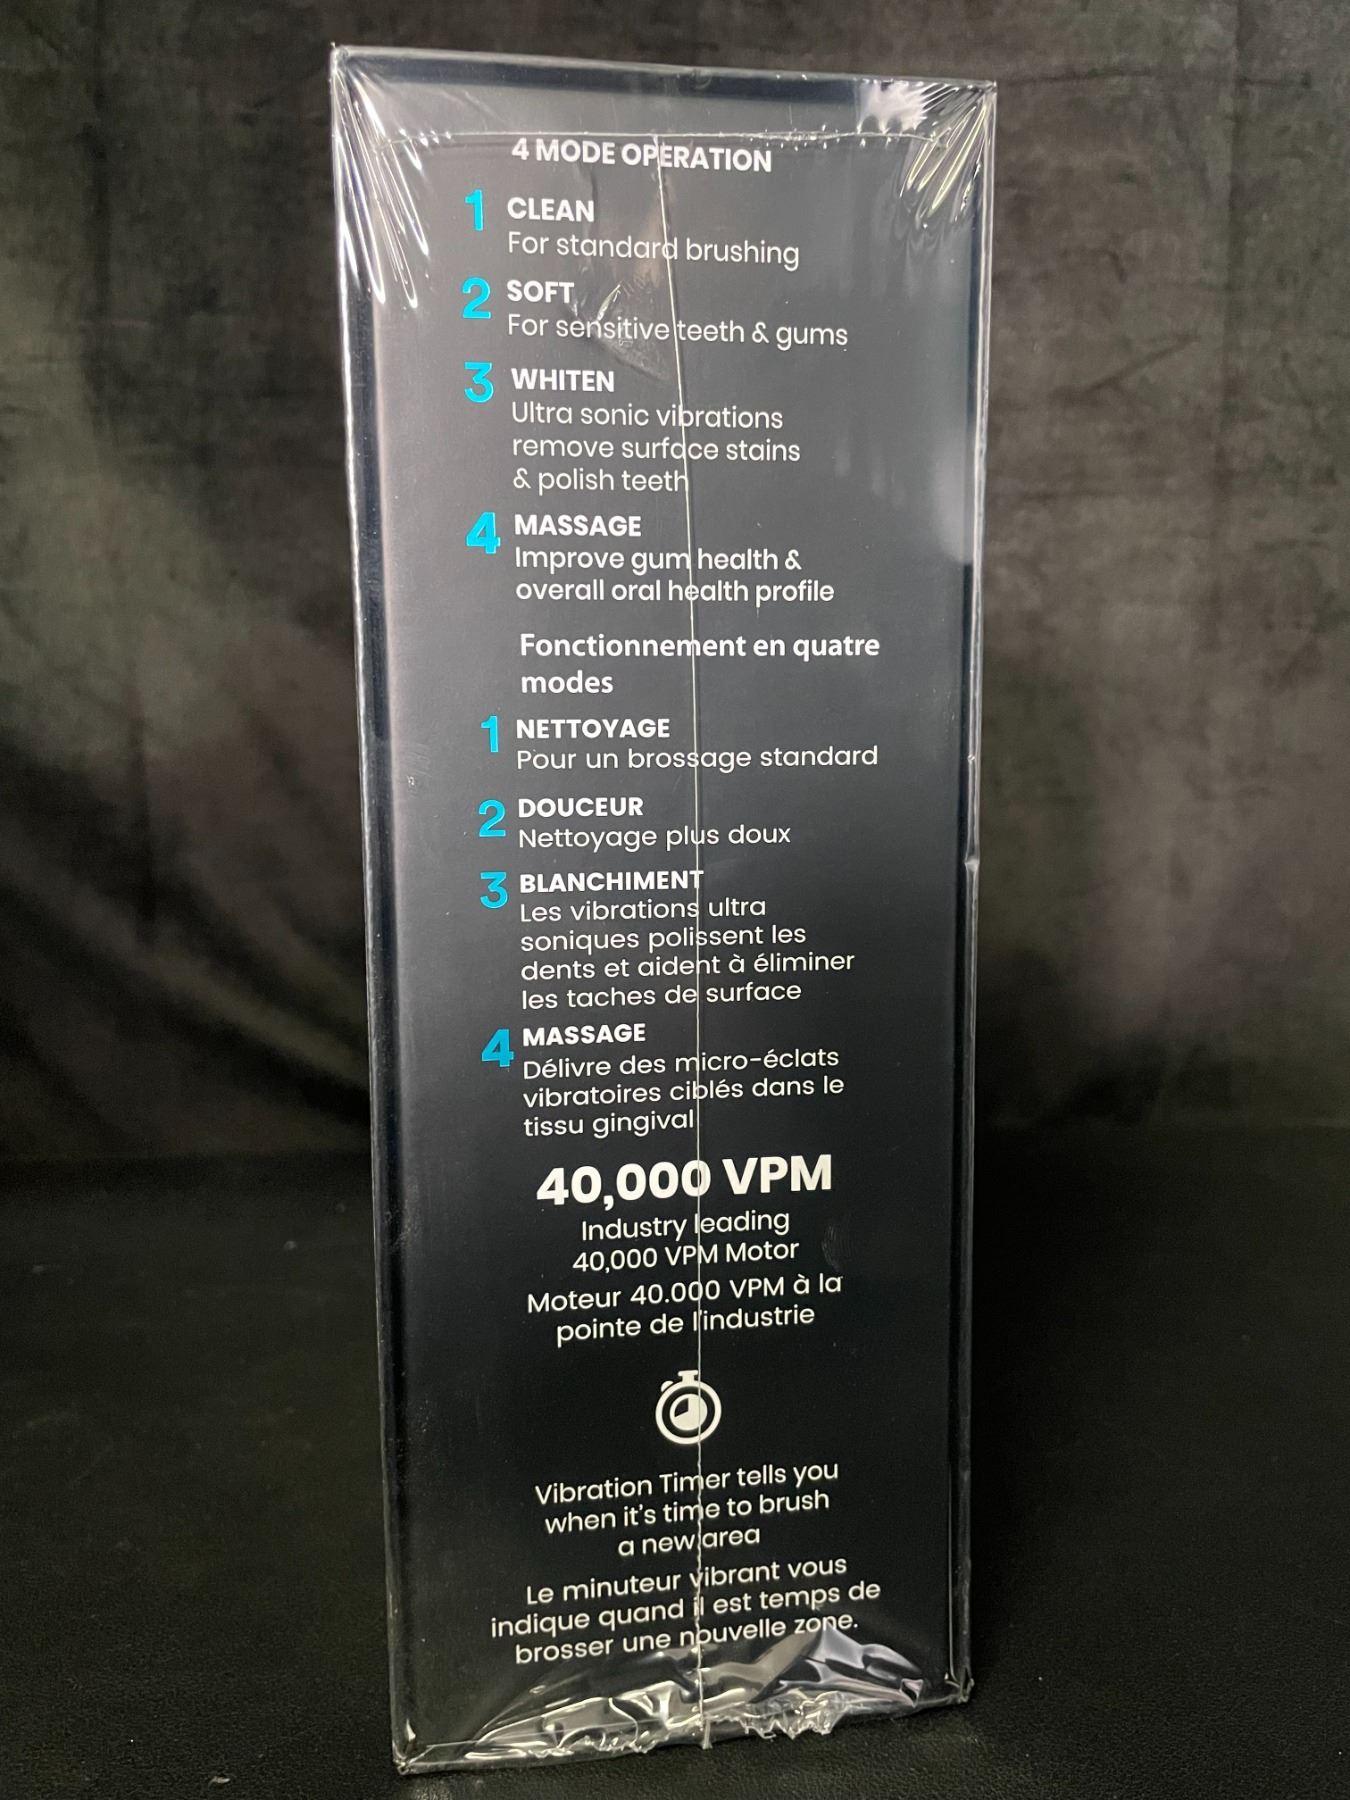 4 MODE OPERATION
1 CLEAN
For standard brushing
2 SOFT
For sensitive teeth & gums
3 WHITEN
Ultra sonic vibrations
remove surface stains
& polish teeth
4 MASSAGE
Improve gum health &
overall oral health profile
Fonctionnement en quatre
modes
1 NETTOYAGE
Pour un brossage standard
2 DOUCEUR
Nettoyage plus doux
3 BLANCHIMENT
Les vibrations ultra
soniques polissent les
dents et aident à éliminer
les taches de surface
4 MASSAGE
Délivre des micro-éclats
vibratoires ciblés dans le
tissu gingival
40,000 VPM
Industry leading
40,000 VPM Motor
Moteur 40.000 VPM à la
pointe de l'industrie
Vibration Timer tells you
when it's time to brush
a new area
Le minuteur vibrant vous
indique quand il est temps de
brosser une nouvelle zone.